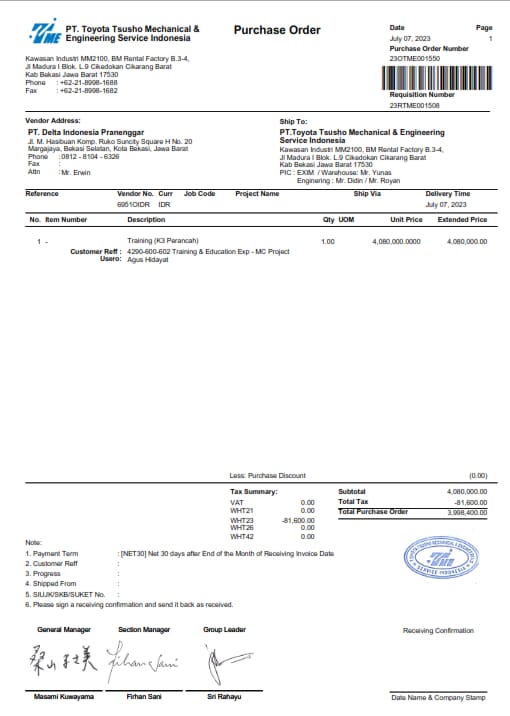 TTME
PT. Toyota Tsusho Mechanical &
Engineering Service Indonesia
Kawasan Industri MM2100, BM Rental Factory B.3-4,
Jl Madura I Blok. L.9 Cikedokan Cikarang Barat
Kab Bekasi Jawa Barat 17530
Phone : +62-21-8998-1688
Fax : +62-21-8998-1682
Purchase Order
Date Page
July 07, 2023 1
Purchase Order Number
23OTME001550
Requisition Number
23RTME001508
Vendor Address:
PT. Delta Indonesia Pranenggar
Jl. M. Hasibuan Komp. Ruko Suncity Square H No. 20
Margajaya, Bekasi Selatan, Kota Bekasi, Jawa Barat
Phone : 0812 - 8104 - 6326
Fax :
Attn : Mr. Erwin
Ship To:
PT.Toyota Tsusho Mechanical & Engineering
Service Indonesia
Kawasan Industri MM2100, BM Rental Factory B.3-4,
Jl Madura I Blok L.9 Cikedokan Cikarang Barat
Kab Bekasi Jawa Barat 17530
PIC : EXIM / Warehouse: Mr. Yunas
Enginering : Mr. Didin / Mr. Royan
Reference Vendor No. Curr Job Code Project Name Ship Via Delivery Time
6951OIDR IDR July 07, 2023
No. Item Number Description Qty UOM Unit Price Extended Price
1 - Training (K3 Perancah) 1.00 4,080,000.0000 4,080,000.00
Customer Reff : 4290-600-602 Training & Education Exp - MC Project
Usero: Agus Hidayat
Less: Purchase Discount (0.00)
Tax Summary: Subtotal 4,080,000.00
VAT 0.00 Total Tax -81,600.00
WHT21 0.00 Total Purchase Order 3,998,400.00
WHT23 -81,600.00
WHT26 0.00
WHT42 0.00
Note:
1. Payment Term : [NET30] Net 30 days after End of the Month of Receiving Invoice Date
2. Customer Reff :
3. Progress :
4. Shipped From :
5. SIUJK/SKB/SUKET No. :
6. Please sign a receiving confirmation and send it back as received.
TOYOTA TSUSHO MECHANICAL & ENGINEERING
SERVICE INDONESIA
General Manager Section Manager Group Leader Receiving Confirmation
Firhan Sani
Masami Kuwayama Firhan Sani Sri Rahayu
Date Name & Company Stamp